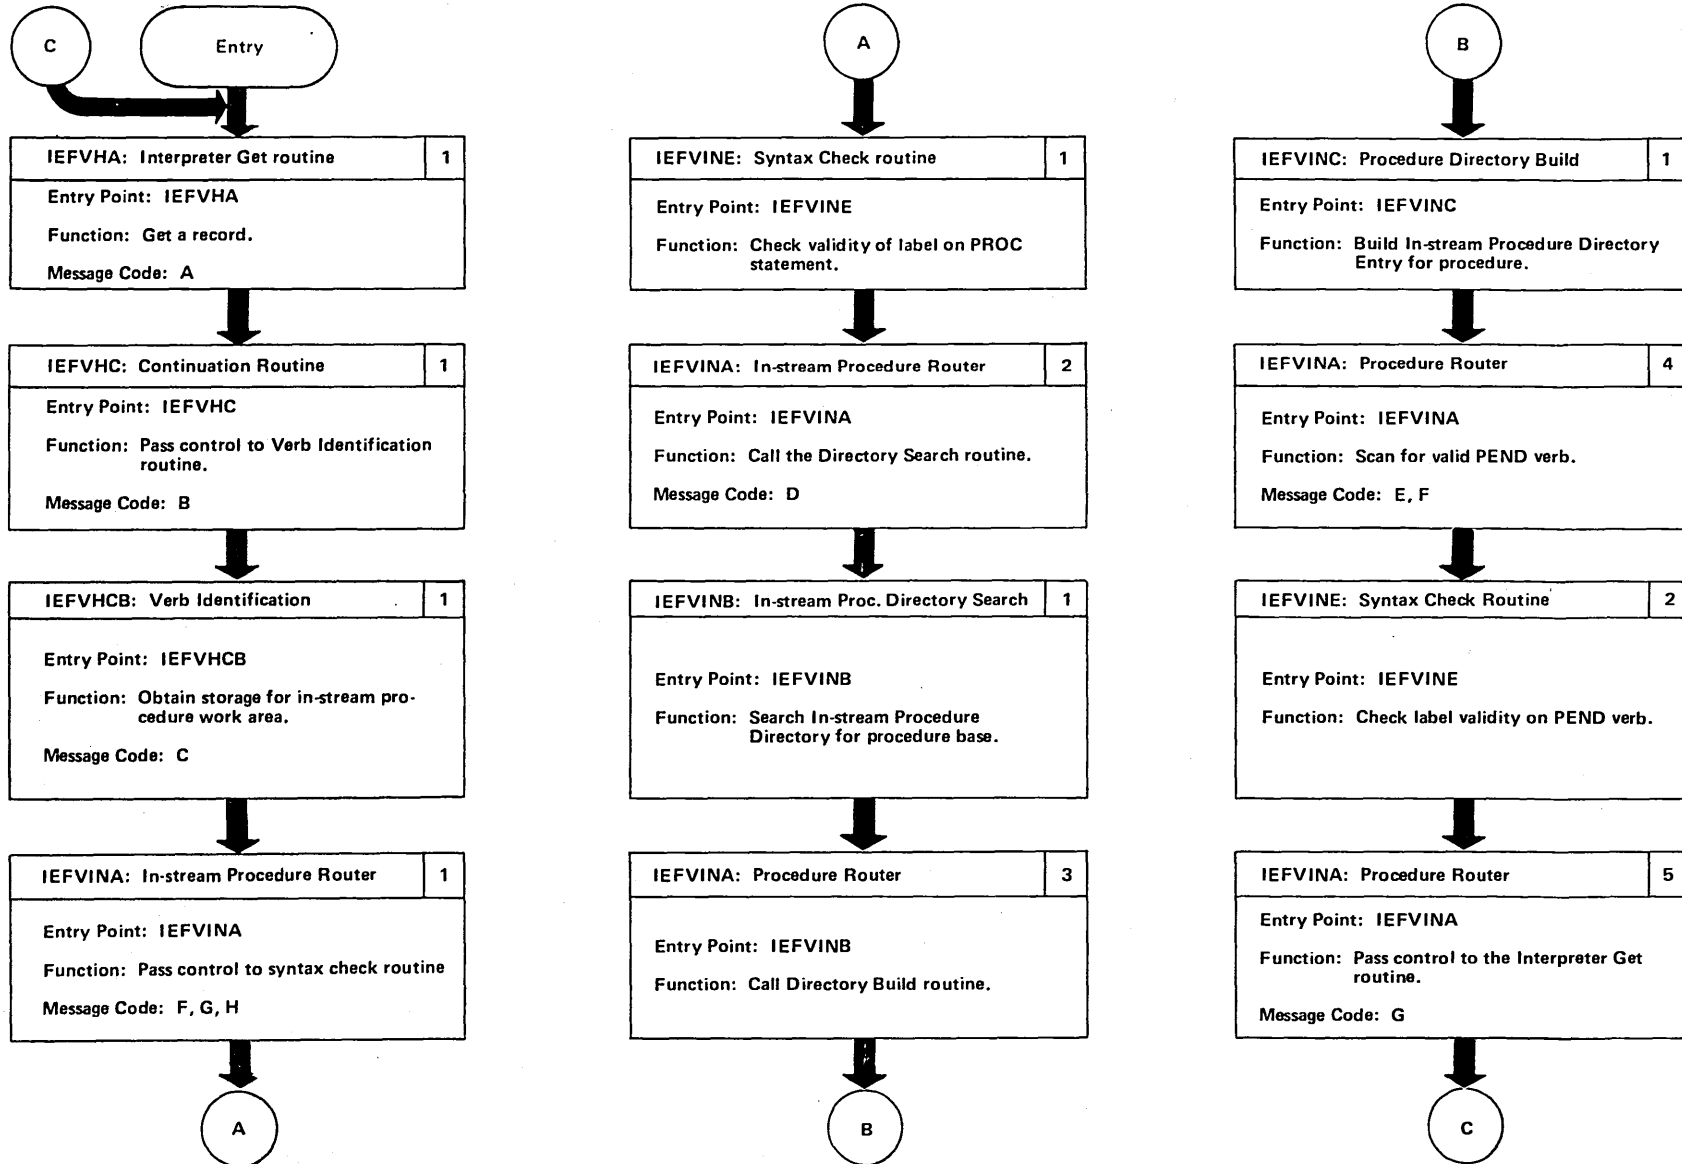 C
Entry
IEFVHA: Interpreter Get routine 1
Entry Point: IEFVHA
Function: Get a record.
Message Code: A
IEFVHC: Continuation Routine 1
Entry Point: IEFVHC
Function: Pass control to Verb Identification
routine.
Message Code: B
IEFVHCB: Verb Identification 1
Entry Point: IEFVHCB
Function: Obtain storage for in-stream pro-
cedure work area.
Message Code: C
IEFVINA: In-stream Procedure Router 1
Entry Point: IEFVINA
Function: Pass control to syntax check routine
Message Code: F, G, H
A
A
IEFVINE: Syntax Check routine 1
Entry Point: IEFVINE
Function: Check validity of label on PROC
statement.
IEFVINA: In-stream Procedure Router 2
Entry Point: IEFVINA
Function: Call the Directory Search routine.
Message Code: D
IEFVINB: In-stream Proc. Directory Search 1
Entry Point: IEFVINB
Function: Search In-stream Procedure
Directory for procedure base.
IEFVINA: Procedure Router 3
Entry Point: IEFVINB
Function: Call Directory Build routine.
B
B
IEFVINC: Procedure Directory Build 1
Entry Point: IEFVINC
Function: Build In-stream Procedure Directory
Entry for procedure.
IEFVINA: Procedure Router 4
Entry Point: IEFVINA
Function: Scan for valid PEND verb.
Message Code: E, F
IEFVINE: Syntax Check Routine 2
Entry Point: IEFVINE
Function: Check label validity on PEND verb.
IEFVINA: Procedure Router 5
Entry Point: IEFVINA
Function: Pass control to the Interpreter Get
routine.
Message Code: G
C